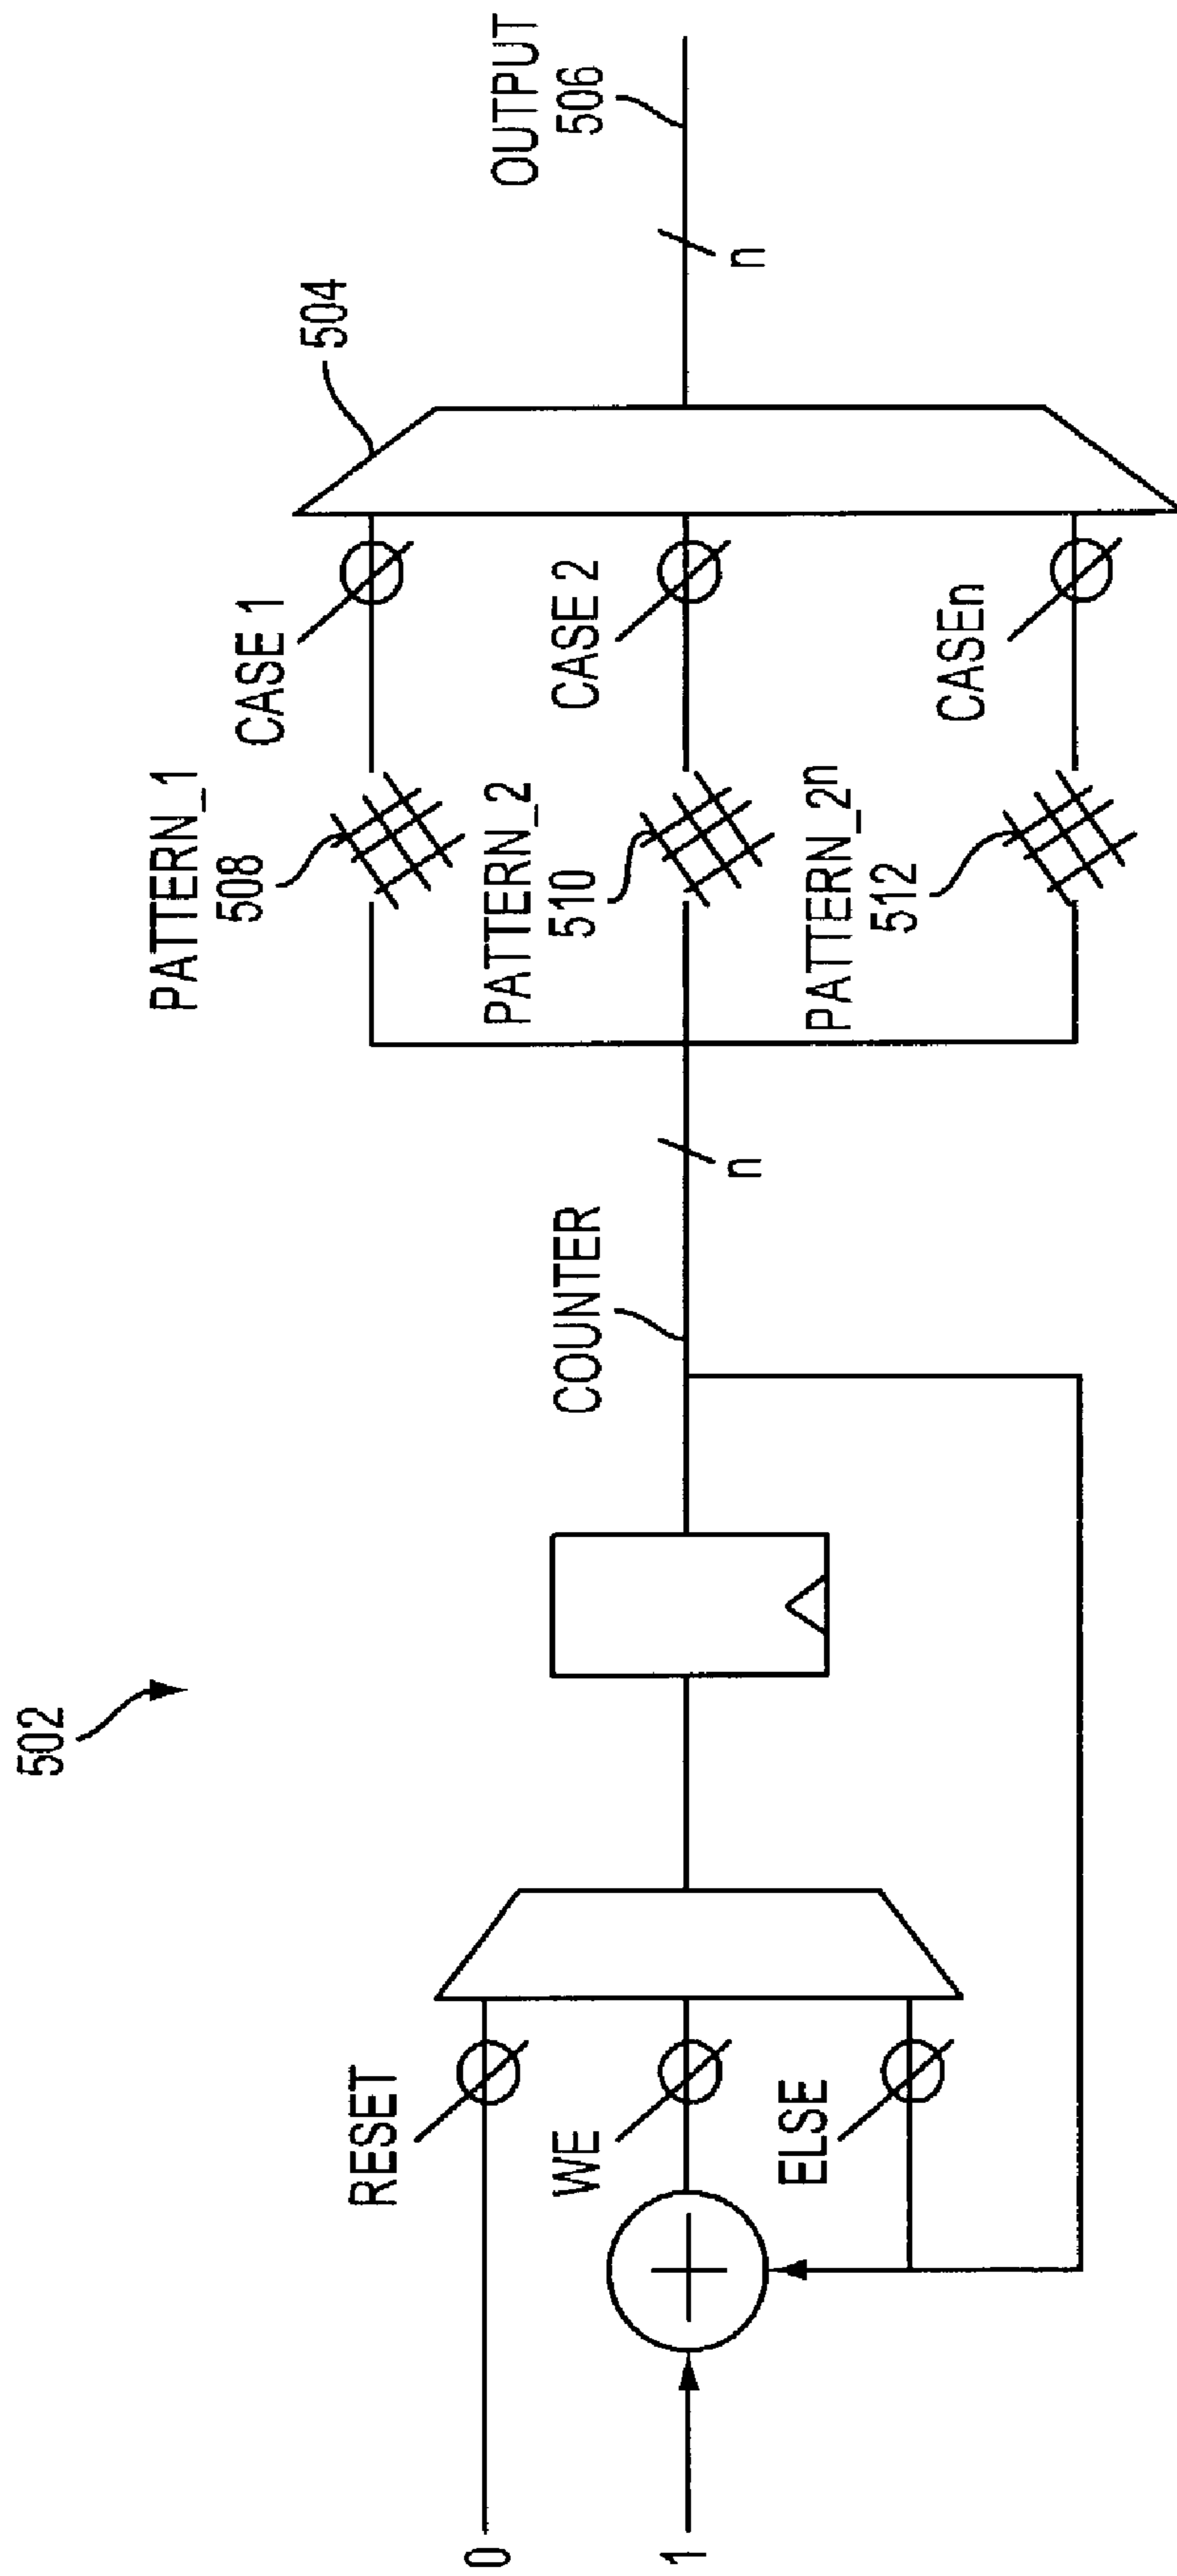 502
0
1
RESET
WE
ELSE
COUNTER
n
PATTERN_1
508
PATTERN_2
510
PATTERN_2ⁿ
512
CASE 1
CASE 2
CASEn
504
n
OUTPUT
506